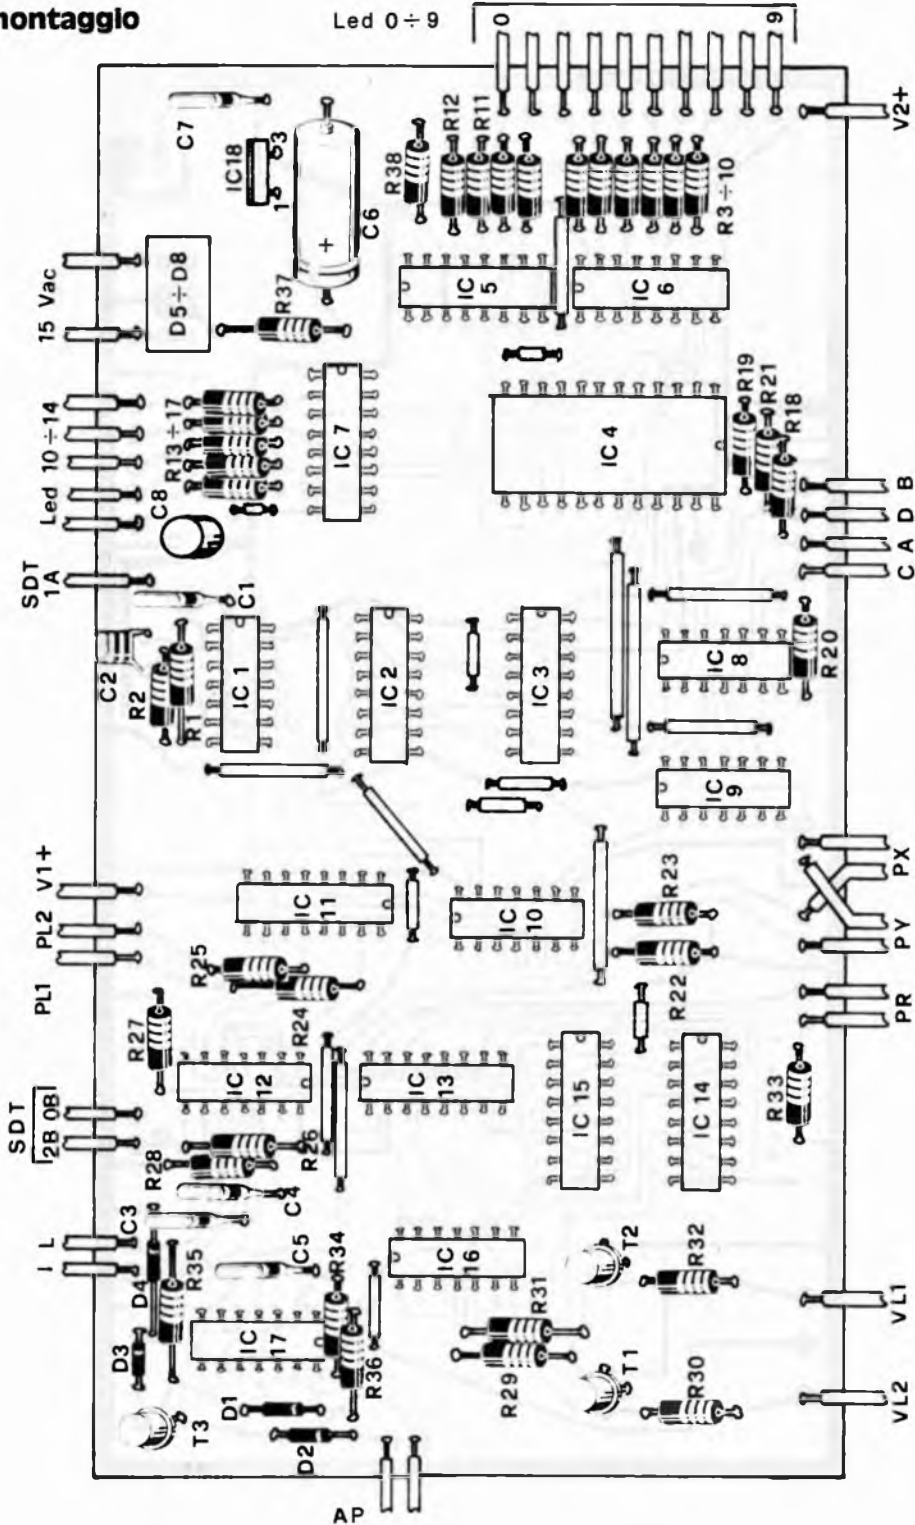 montaggio
Led 0÷9
0
9
V2+
C7
IC18
1 3
C6
+
R38
R12
R11
R3÷10
15 Vac
D5÷D8
R37
IC 5
IC 6
Led 10÷14
R13÷17
C8
IC 7
IC 4
R19
R21
R18
B
D
A
C
SDT
1A
C1
C2
R2
R1
IC 1
IC 2
IC 3
IC 8
R20
IC 9
V1+
PL2
PL1
IC 11
IC 10
R23
R22
PX
PY
PR
R25
R24
R27
IC 12
IC 13
IC 15
IC 14
R33
SDT
0B
12B
R28
R26
C4
C3
L
I
R35
C5
D4
D3
R34
IC 16
T2
R32
R31
IC 17
R36
R29
T1
R30
VL1
VL2
T3
D1
D2
AP